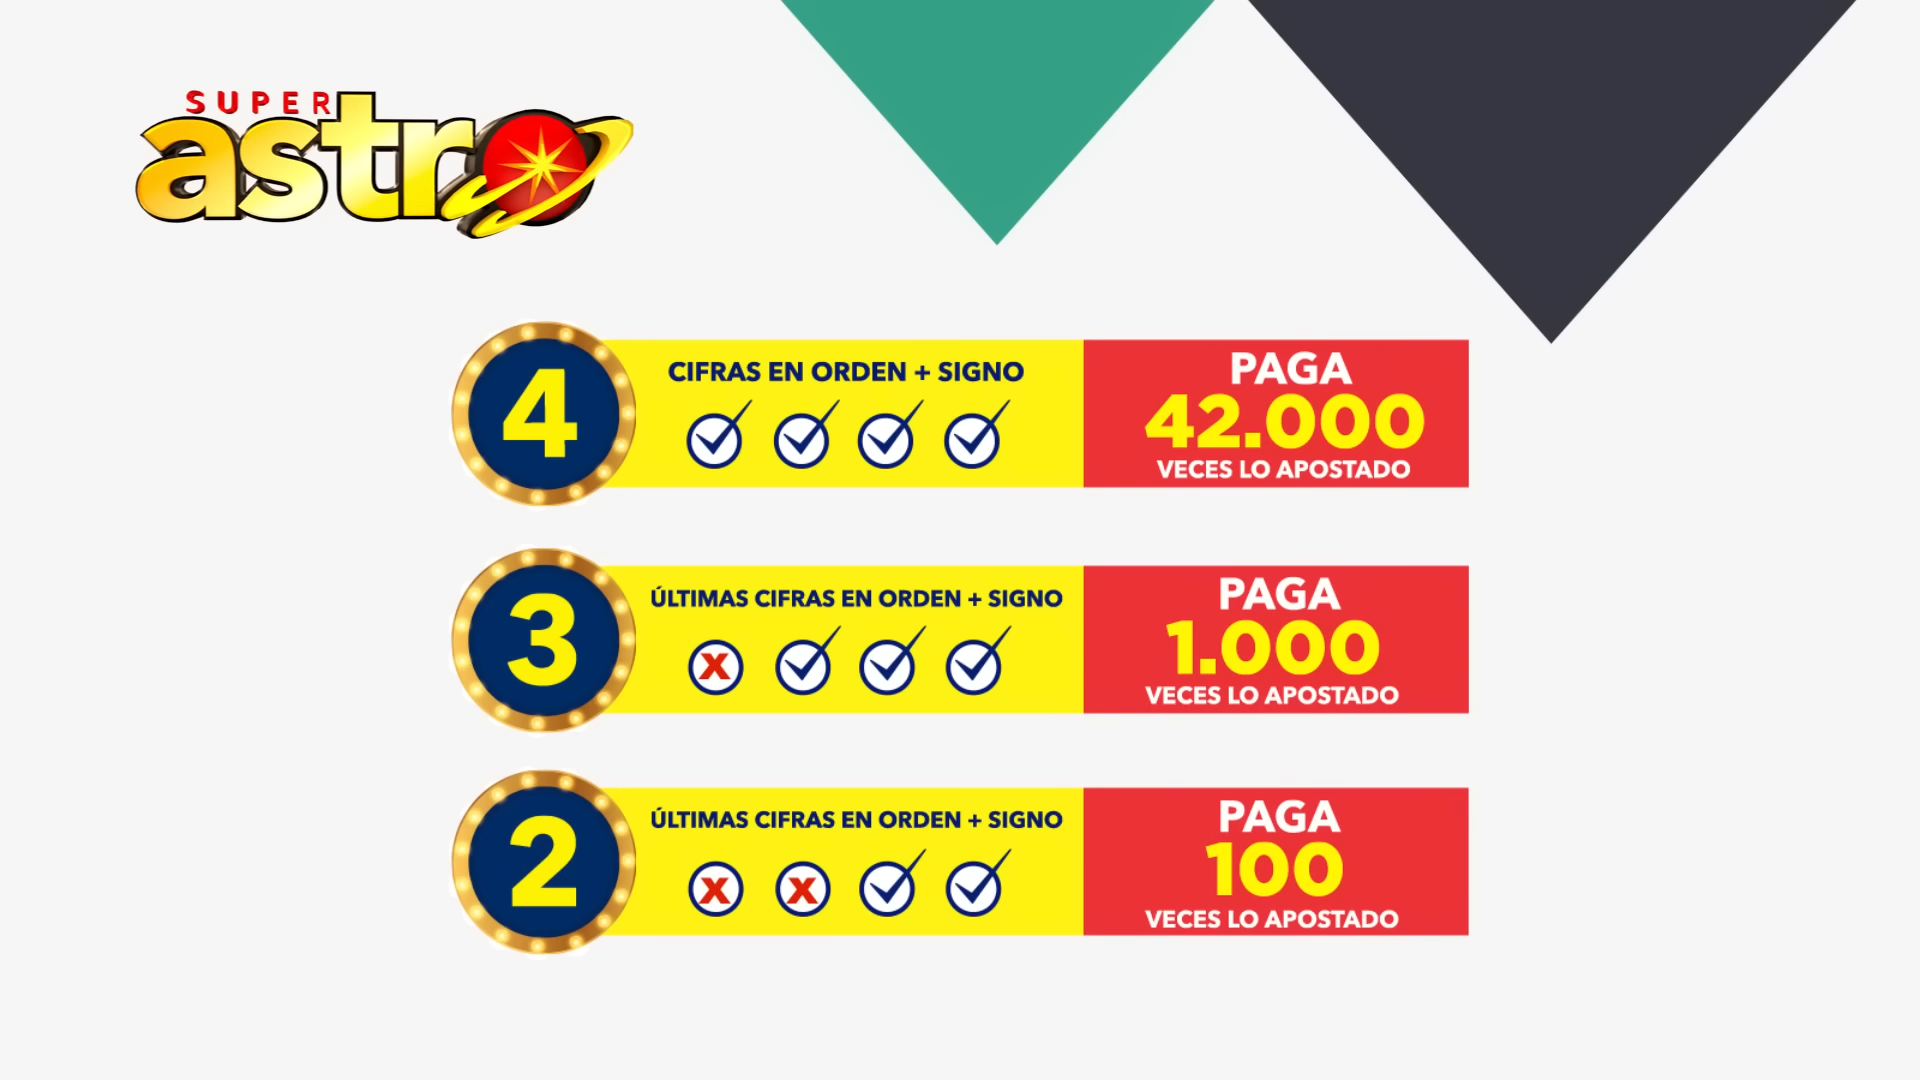 SUPER
astro
4
CIFRAS EN ORDEN + SIGNO
PAGA
42.000
VECES LO APOSTADO
3
ÚLTIMAS CIFRAS EN ORDEN + SIGNO
X
PAGA
1.000
VECES LO APOSTADO
2
ÚLTIMAS CIFRAS EN ORDEN + SIGNO
X X
PAGA
100
VECES LO APOSTADO